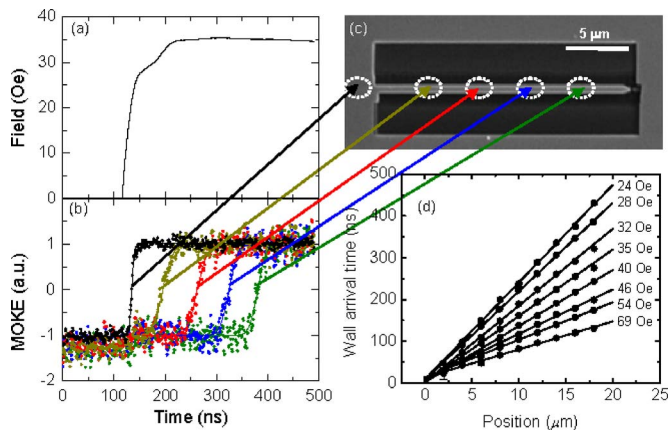 (a)
40
30
20
10
0
Field (Oe)
(b)
1
0
-1
-2
MOKE (a.u.)
0 100 200 300 400 500
Time (ns)
(c)
5 µm
(d)
500
400
300
200
100
0
Wall arrival time (ns)
24 Oe
28 Oe
32 Oe
35 Oe
40 Oe
46 Oe
54 Oe
69 Oe
0 5 10 15 20 25
Position (µm)